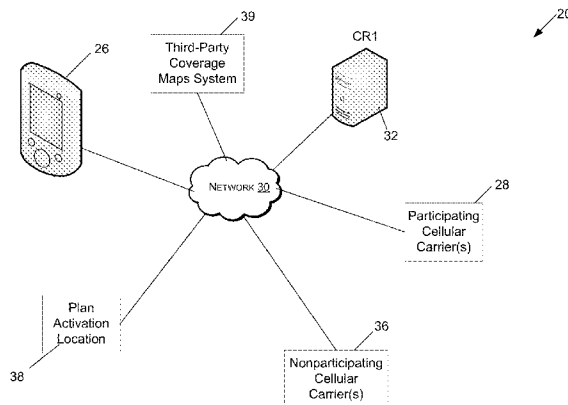 39
20
CR1
26
Third-Party
Coverage
Maps System
32
NETWORK 30
28
Participating
Cellular
Carrier(s)
Plan
Activation
Location
38
36
Nonparticipating
Cellular
Carrier(s)